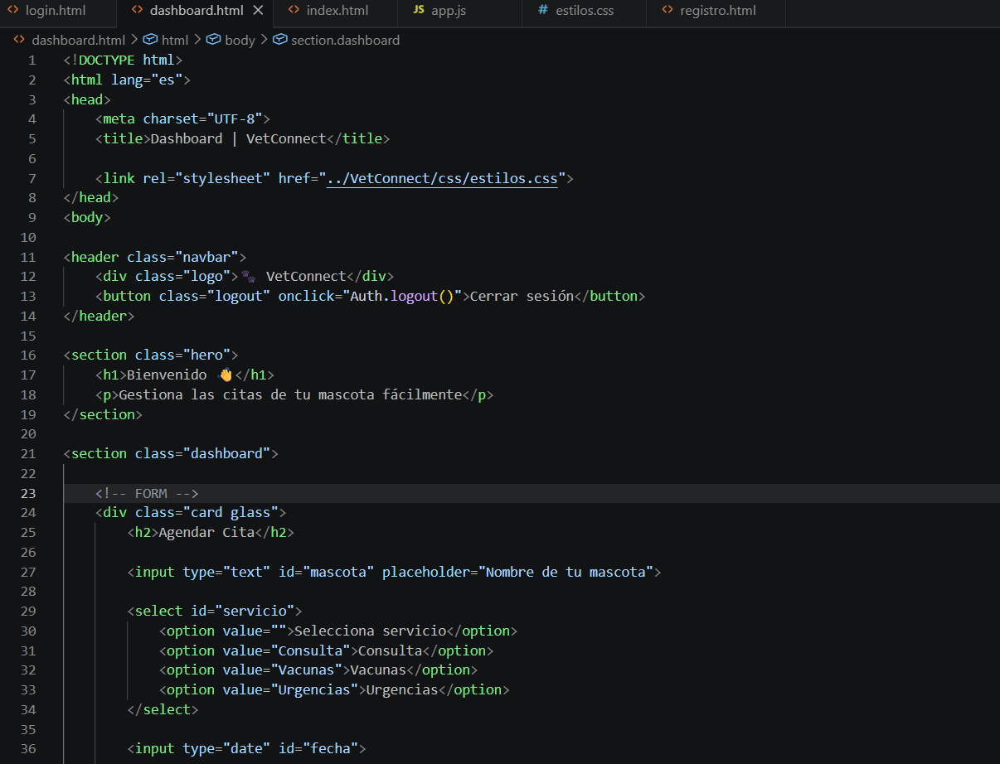 login.html dashboard.html index.html JS app.js # estilos.css registro.html
dashboard.html > html > body > section.dashboard
1 <!DOCTYPE html>
2 <html lang="es">
3 <head>
4     <meta charset="UTF-8">
5     <title>Dashboard | VetConnect</title>
6
7     <link rel="stylesheet" href="../VetConnect/css/estilos.css">
8 </head>
9 <body>
10
11 <header class="navbar">
12     <div class="logo">🐾 VetConnect</div>
13     <button class="logout" onclick="Auth.logout()">Cerrar sesión</button>
14 </header>
15
16 <section class="hero">
17     <h1>Bienvenido 👋</h1>
18     <p>Gestiona las citas de tu mascota fácilmente</p>
19 </section>
20
21 <section class="dashboard">
22
23     <!-- FORM -->
24     <div class="card glass">
25         <h2>Agendar Cita</h2>
26
27         <input type="text" id="mascota" placeholder="Nombre de tu mascota">
28
29         <select id="servicio">
30             <option value="">Selecciona servicio</option>
31             <option value="Consulta">Consulta</option>
32             <option value="Vacunas">Vacunas</option>
33             <option value="Urgencias">Urgencias</option>
34         </select>
35
36         <input type="date" id="fecha">